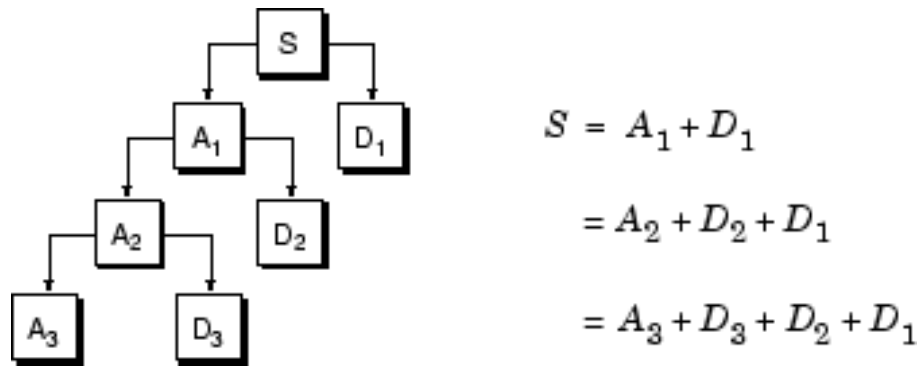 S
A₁ D₁
A₂ D₂
A₃ D₃
S = A₁ + D₁
= A₂ + D₂ + D₁
= A₃ + D₃ + D₂ + D₁